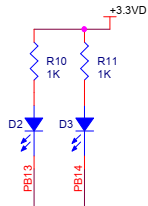 +3.3VD
R10 R11
1K 1K
D2 D3
PB13 PB14